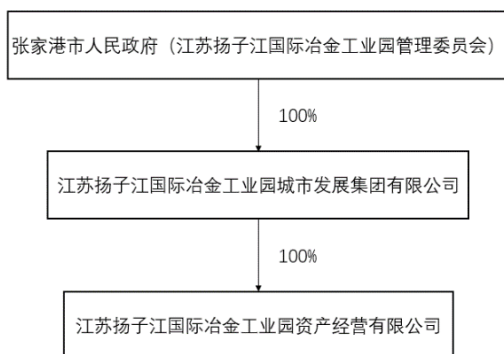 张家港市人民政府（江苏扬子江国际冶金工业园管理委员会）
100%
江苏扬子江国际冶金工业园城市发展集团有限公司
100%
江苏扬子江国际冶金工业园资产经营有限公司